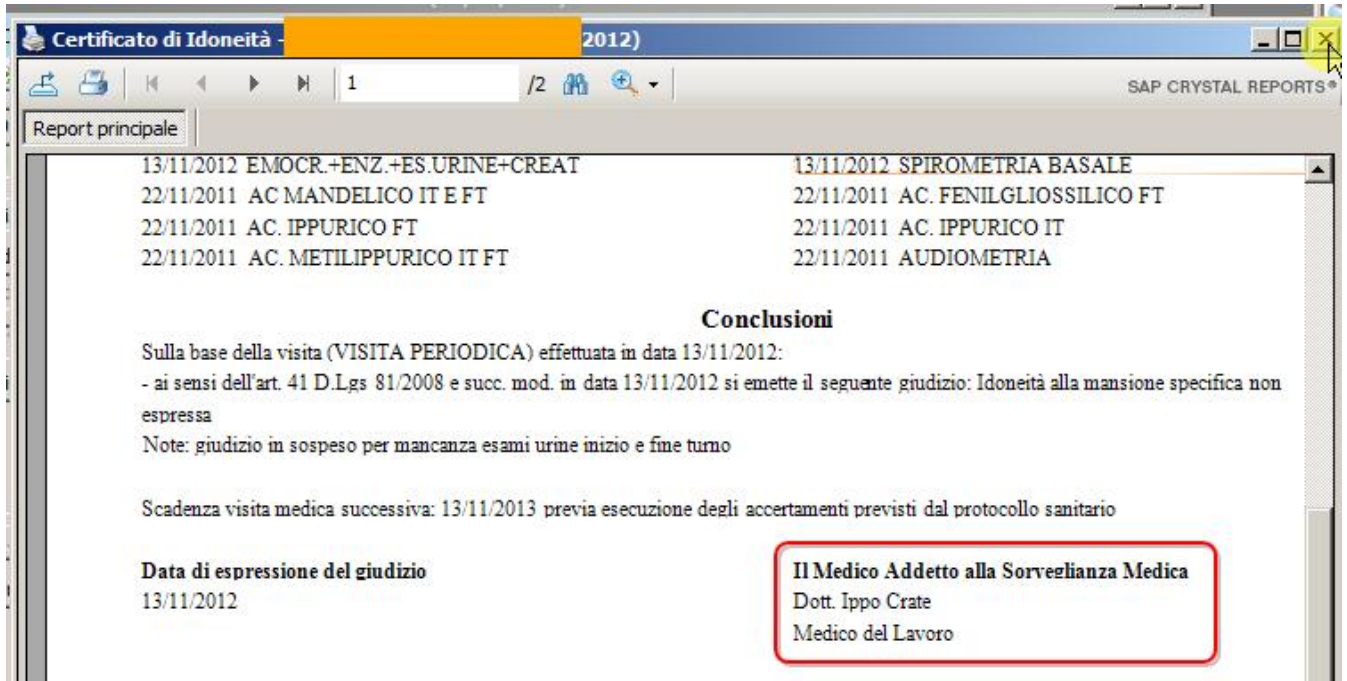 Certificato di Idoneità - 2012)
1 /2 SAP CRYSTAL REPORTS®
Report principale
13/11/2012 EMOCR.+ENZ.+ES.URINE+CREAT 13/11/2012 SPIROMETRIA BASALE
22/11/2011 AC MANDELICO IT E FT 22/11/2011 AC. FENILGLIOSSILICO FT
22/11/2011 AC. IPPURICO FT 22/11/2011 AC. IPPURICO IT
22/11/2011 AC. METILIPPURICO IT FT 22/11/2011 AUDIOMETRIA
Conclusioni
Sulla base della visita (VISITA PERIODICA) effettuata in data 13/11/2012:
- ai sensi dell'art. 41 D.Lgs 81/2008 e succ. mod. in data 13/11/2012 si emette il seguente giudizio: Idoneità alla mansione specifica non
espressa
Note: giudizio in sospeso per mancanza esami urine inizio e fine turno
Scadenza visita medica successiva: 13/11/2013 previa esecuzione degli accertamenti previsti dal protocollo sanitario
Data di espressione del giudizio Il Medico Addetto alla Sorveglianza Medica
13/11/2012 Dott. Ippo Crate
Medico del Lavoro